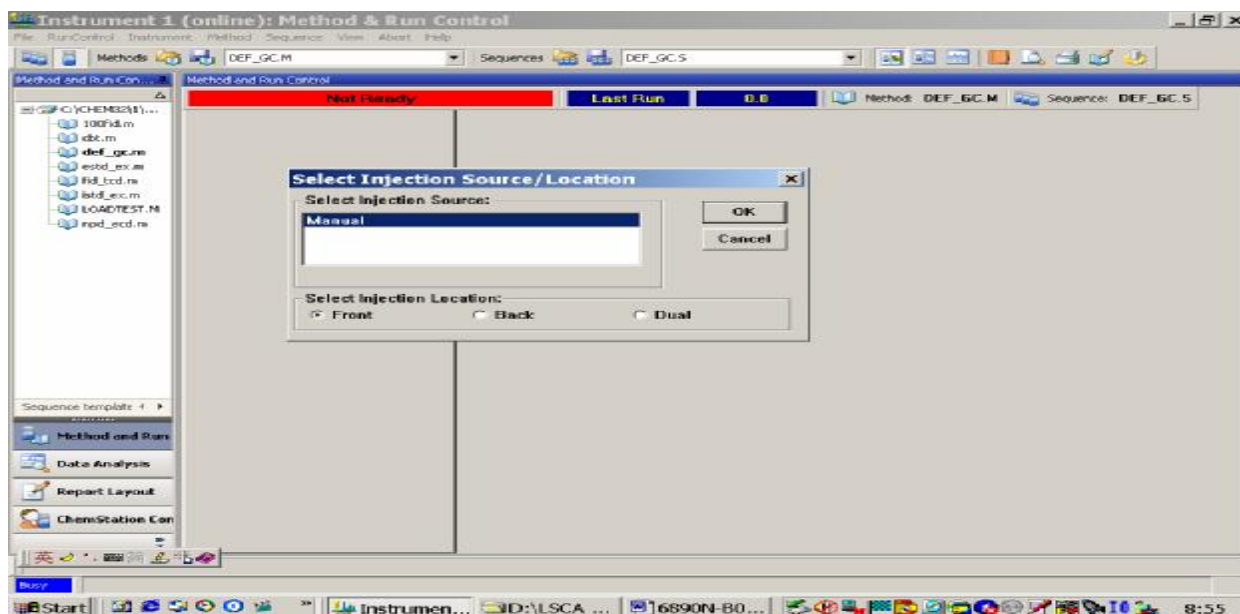 Instrument 1 (online): Method & Run Control
File RunControl Instrument Method Sequence View Abort Help
Methods DEF_GC.M Sequences DEF_GC.S
Method and Run Con... Method and Run Control
Not Ready Last Run 0.0 Method: DEF_GC.M Sequence: DEF_GC.S
C:\CHEM32\1\...
100Fid.m
dbt.m
def_gc.m
estd_ex.m
fid_tcd.m
istd_ex.m
LOADTEST.M
npd_ecd.m
Select Injection Source/Location
Select Injection Source:
Manual
OK
Cancel
Select Injection Location:
Front Back Dual
Sequence template
Method and Run
Data Analysis
Report Layout
ChemStation Con
英
Busy
Start Instrumen... D:\LSCA ... 6890N-B0... 8:55